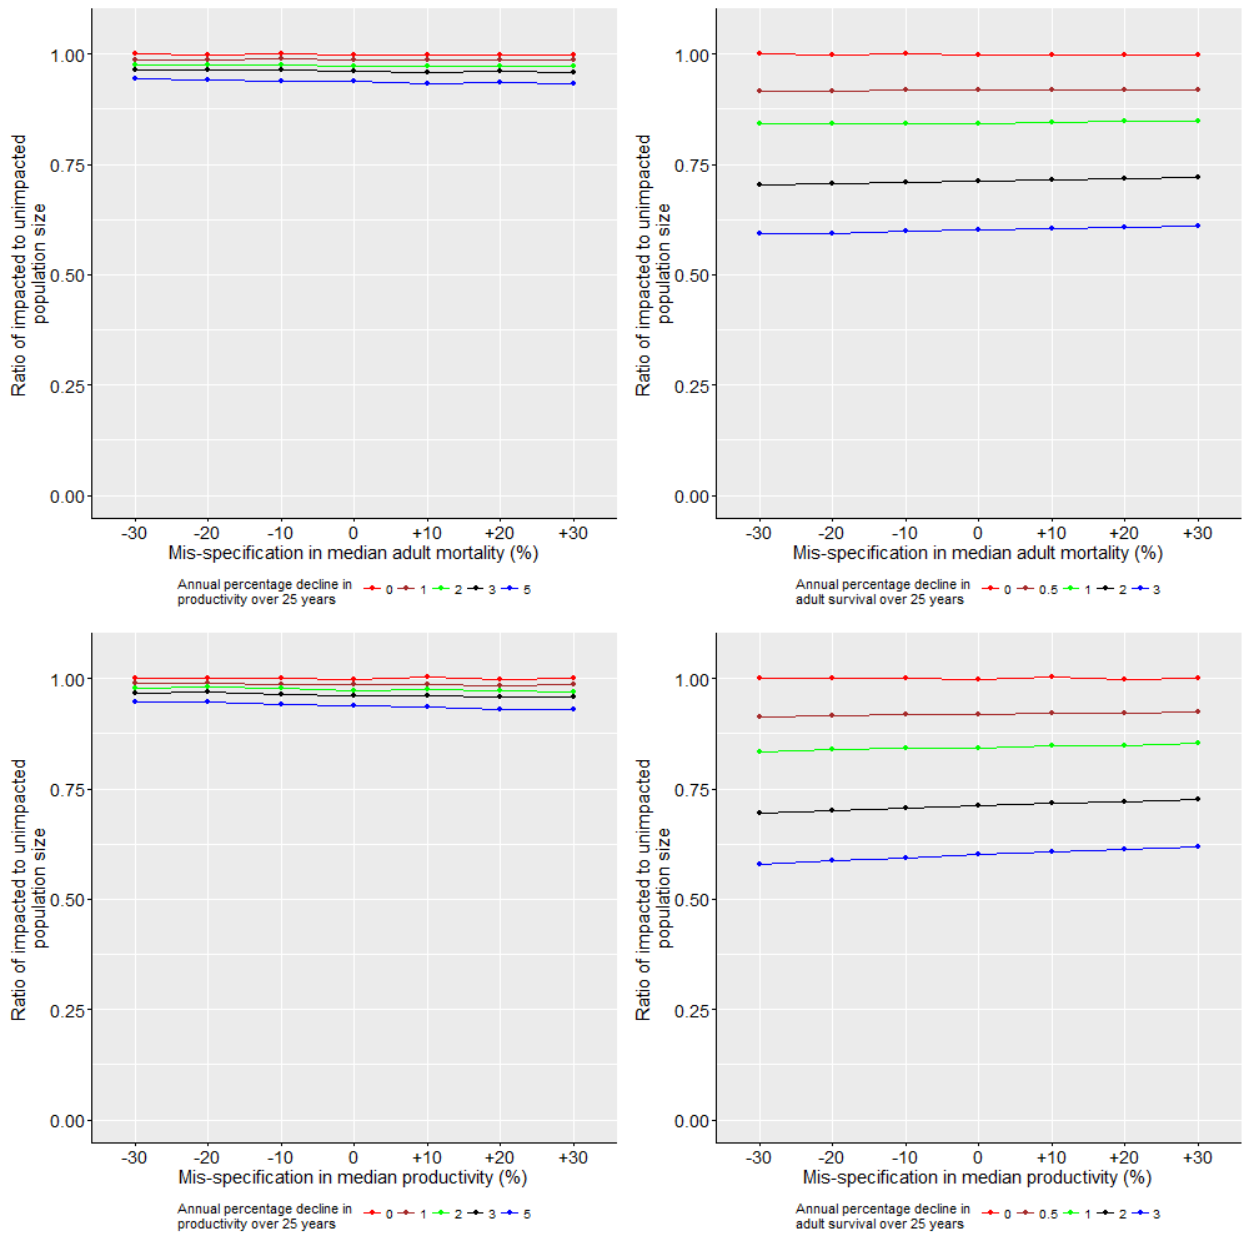 Ratio of impacted to unimpacted
population size
1.00
0.75
0.50
0.25
0.00
-30 -20 -10 0 +10 +20 +30
Mis-specification in median adult mortality (%)
Annual percentage decline in
productivity over 25 years
0 1 2 3 5
Ratio of impacted to unimpacted
population size
1.00
0.75
0.50
0.25
0.00
-30 -20 -10 0 +10 +20 +30
Mis-specification in median adult mortality (%)
Annual percentage decline in
adult survival over 25 years
0 0.5 1 2 3
Ratio of impacted to unimpacted
population size
1.00
0.75
0.50
0.25
0.00
-30 -20 -10 0 +10 +20 +30
Mis-specification in median productivity (%)
Annual percentage decline in
productivity over 25 years
0 1 2 3 5
Ratio of impacted to unimpacted
population size
1.00
0.75
0.50
0.25
0.00
-30 -20 -10 0 +10 +20 +30
Mis-specification in median productivity (%)
Annual percentage decline in
adult survival over 25 years
0 0.5 1 2 3